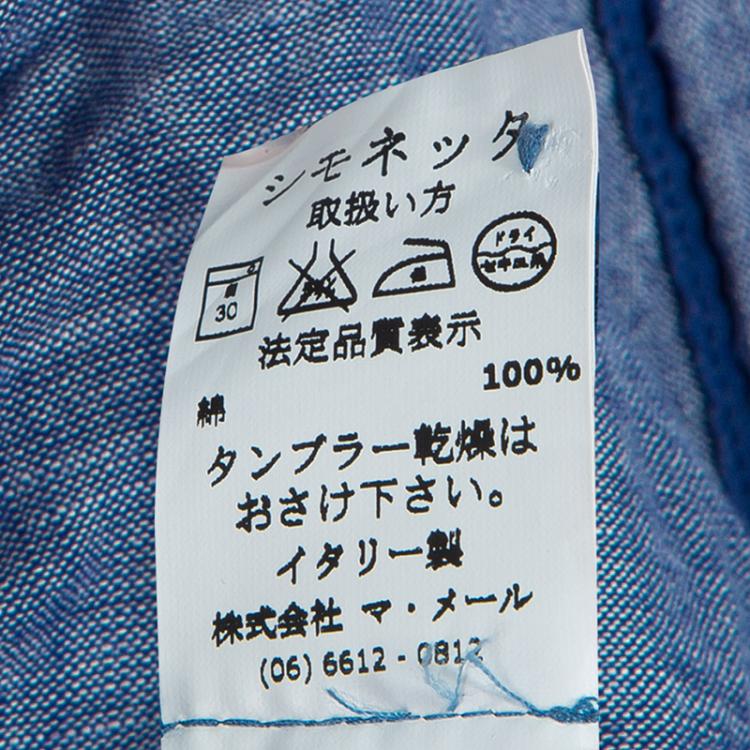 シモネッタ
取扱い方
30
ドライ
法定品質表示
綿 100%
タンブラー乾燥は
おさけ下さい。
イタリー製
株式会社 マ・メール
(06) 6612 - 0812